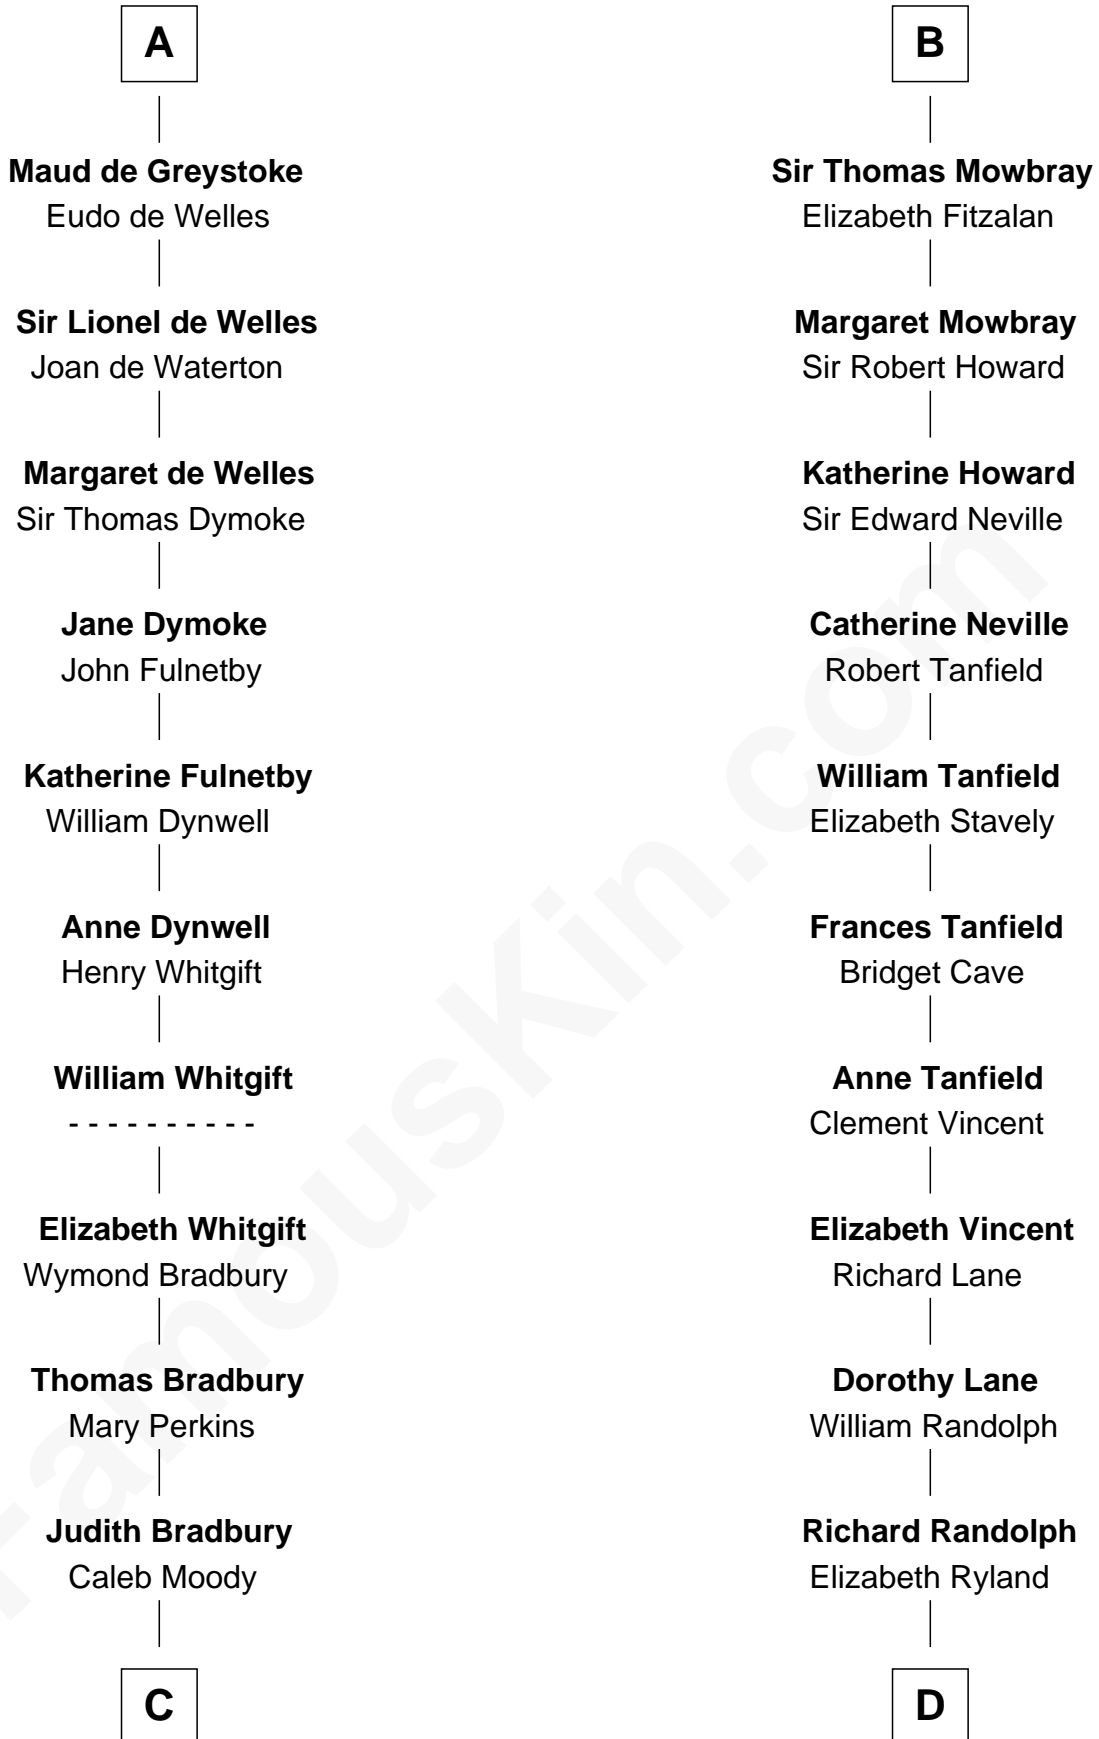 A
Maud de Greystoke
Eudo de Welles
Sir Lionel de Welles
Joan de Waterton
Margaret de Welles
Sir Thomas Dymoke
Jane Dymoke
John Fulnetby
Katherine Fulnetby
William Dynwell
Anne Dynwell
Henry Whitgift
William Whitgift
- - - - - - - - - -
Elizabeth Whitgift
Wymond Bradbury
Thomas Bradbury
Mary Perkins
Judith Bradbury
Caleb Moody
C
B
Sir Thomas Mowbray
Elizabeth Fitzalan
Margaret Mowbray
Sir Robert Howard
Katherine Howard
Sir Edward Neville
Catherine Neville
Robert Tanfield
William Tanfield
Elizabeth Stavely
Frances Tanfield
Bridget Cave
Anne Tanfield
Clement Vincent
Elizabeth Vincent
Richard Lane
Dorothy Lane
William Randolph
Richard Randolph
Elizabeth Ryland
D
FamousKin.com